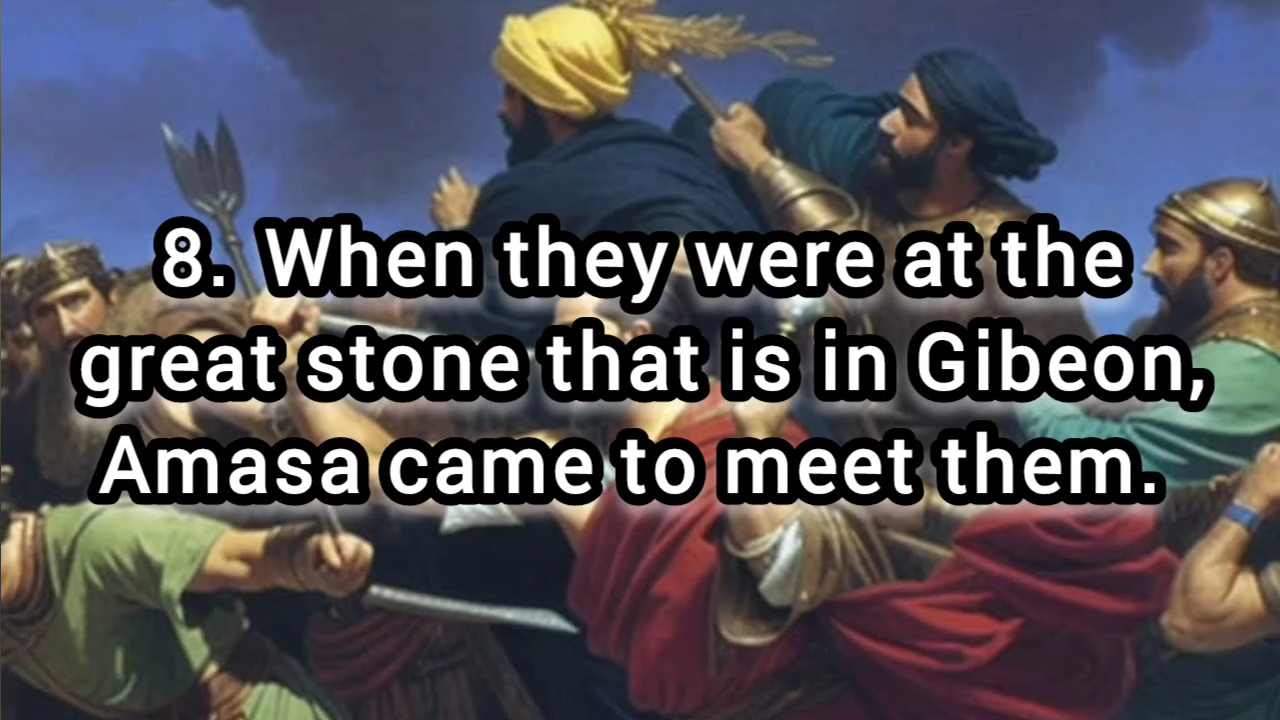 8. When they were at the
great stone that is in Gibeon,
Amasa came to meet them.